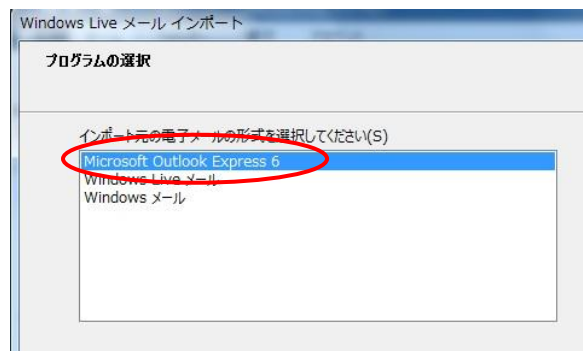 Windows Live メール インポート
プログラムの選択
インポート元の電子メールの形式を選択してください(S)
Microsoft Outlook Express 6
Windows Live メール
Windows メール